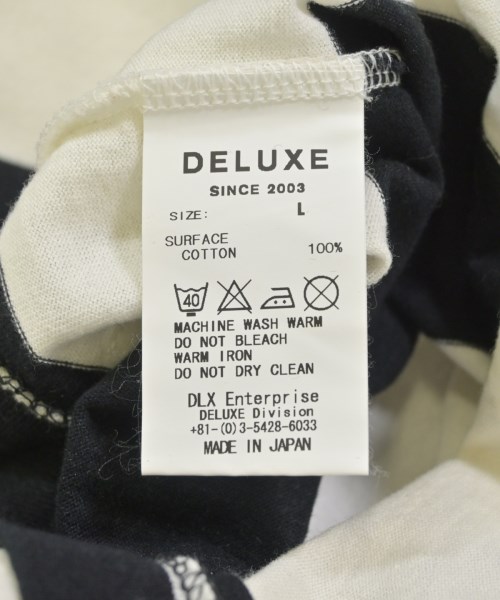 DELUXE
SINCE 2003
SIZE: L
SURFACE
COTTON 100%
40
MACHINE WASH WARM
DO NOT BLEACH
WARM IRON
DO NOT DRY CLEAN
DLX Enterprise
DELUXE Division
+81-(0)3-5428-6033
MADE IN JAPAN